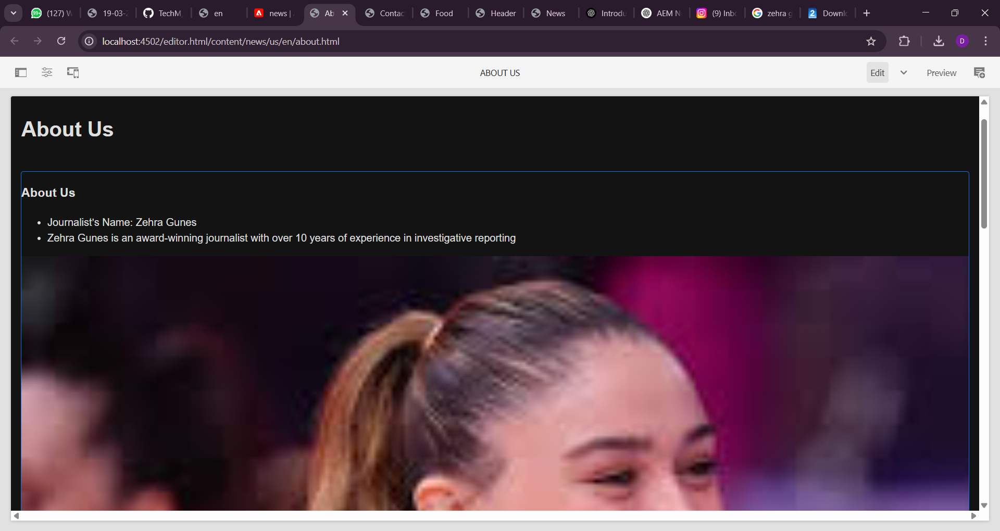 (127) W
19-03-2
TechM_
en
news |
Ab
Contac
Food
Header
News
Introdu
AEM N
(9) Inbo
zehra g
Downlo
localhost:4502/editor.html/content/news/us/en/about.html
D
ABOUT US
Edit
Preview
About Us
About Us
• Journalist’s Name: Zehra Gunes
• Zehra Gunes is an award-winning journalist with over 10 years of experience in investigative reporting